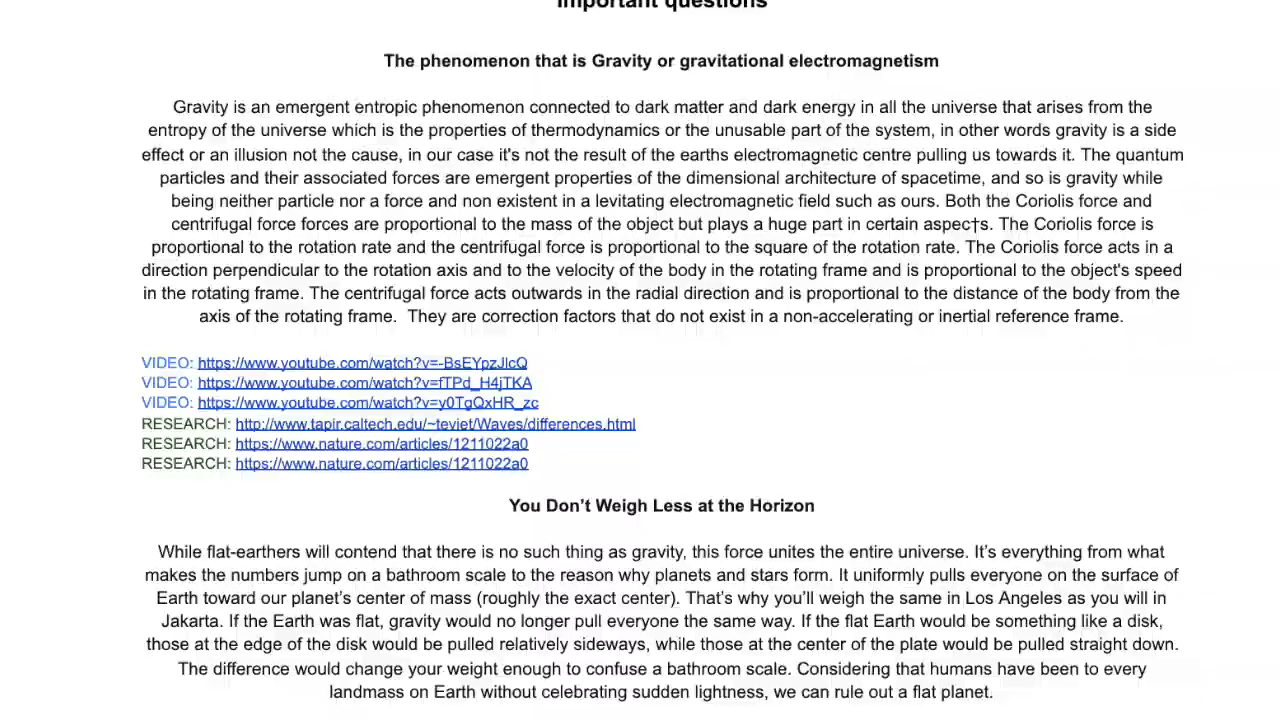 Important questions
The phenomenon that is Gravity or gravitational electromagnetism
Gravity is an emergent entropic phenomenon connected to dark matter and dark energy in all the universe that arises from the
entropy of the universe which is the properties of thermodynamics or the unusable part of the system, in other words gravity is a side
effect or an illusion not the cause, in our case it's not the result of the earths electromagnetic centre pulling us towards it. The quantum
particles and their associated forces are emergent properties of the dimensional architecture of spacetime, and so is gravity while
being neither particle nor a force and non existent in a levitating electromagnetic field such as ours. Both the Coriolis force and
centrifugal force forces are proportional to the mass of the object but plays a huge part in certain aspec†s. The Coriolis force is
proportional to the rotation rate and the centrifugal force is proportional to the square of the rotation rate. The Coriolis force acts in a
direction perpendicular to the rotation axis and to the velocity of the body in the rotating frame and is proportional to the object's speed
in the rotating frame. The centrifugal force acts outwards in the radial direction and is proportional to the distance of the body from the
axis of the rotating frame.  They are correction factors that do not exist in a non-accelerating or inertial reference frame.
VIDEO: https://www.youtube.com/watch?v=-BsEYpzJlcQ
VIDEO: https://www.youtube.com/watch?v=fTPd_H4jTKA
VIDEO: https://www.youtube.com/watch?v=y0TgQxHR_zc
RESEARCH: http://www.tapir.caltech.edu/~teviet/Waves/differences.html
RESEARCH: https://www.nature.com/articles/1211022a0
RESEARCH: https://www.nature.com/articles/1211022a0
You Don't Weigh Less at the Horizon
While flat-earthers will contend that there is no such thing as gravity, this force unites the entire universe. It's everything from what
makes the numbers jump on a bathroom scale to the reason why planets and stars form. It uniformly pulls everyone on the surface of
Earth toward our planet's center of mass (roughly the exact center). That's why you'll weigh the same in Los Angeles as you will in
Jakarta. If the Earth was flat, gravity would no longer pull everyone the same way. If the flat Earth would be something like a disk,
those at the edge of the disk would be pulled relatively sideways, while those at the center of the plate would be pulled straight down.
The difference would change your weight enough to confuse a bathroom scale. Considering that humans have been to every
landmass on Earth without celebrating sudden lightness, we can rule out a flat planet.